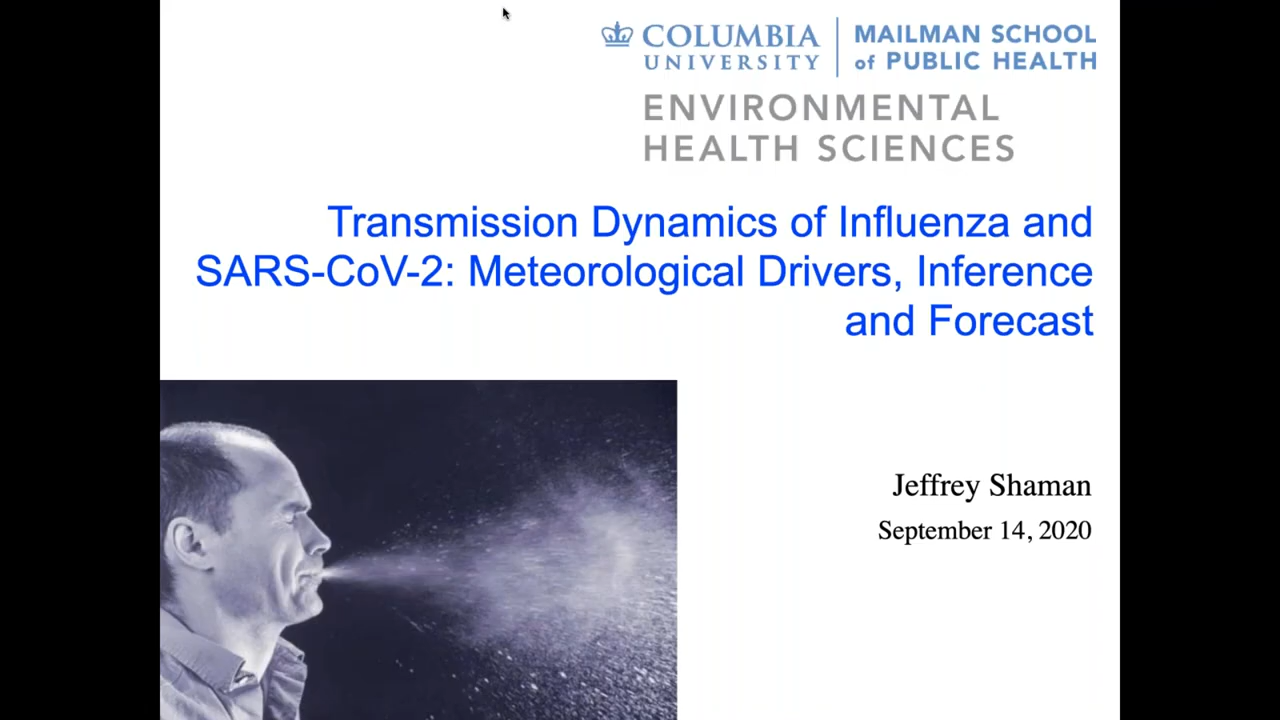 COLUMBIA
UNIVERSITY
MAILMAN SCHOOL
of PUBLIC HEALTH
ENVIRONMENTAL
HEALTH SCIENCES
Transmission Dynamics of Influenza and
SARS-CoV-2: Meteorological Drivers, Inference
and Forecast
Jeffrey Shaman
September 14, 2020